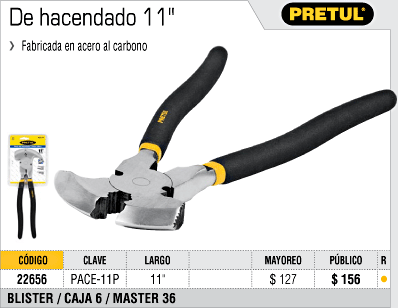 De hacendado 11"
PRETUL®
› Fabricada en acero al carbono
PRETUL
CÓDIGO CLAVE LARGO MAYOREO PÚBLICO R
22656 PACE-11P 11" $ 127 $ 156 ●
BLISTER / CAJA 6 / MASTER 36